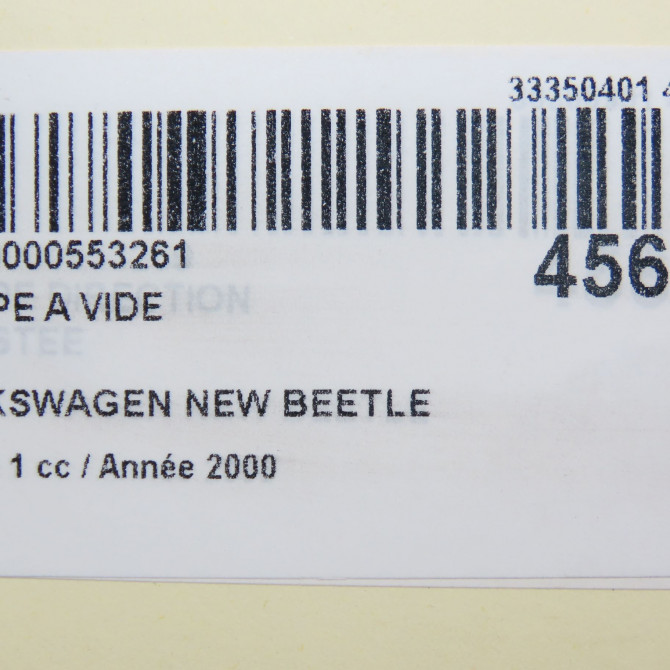 33350401 4
000553261
456
PE A VIDE
KSWAGEN NEW BEETLE
1 cc / Année 2000